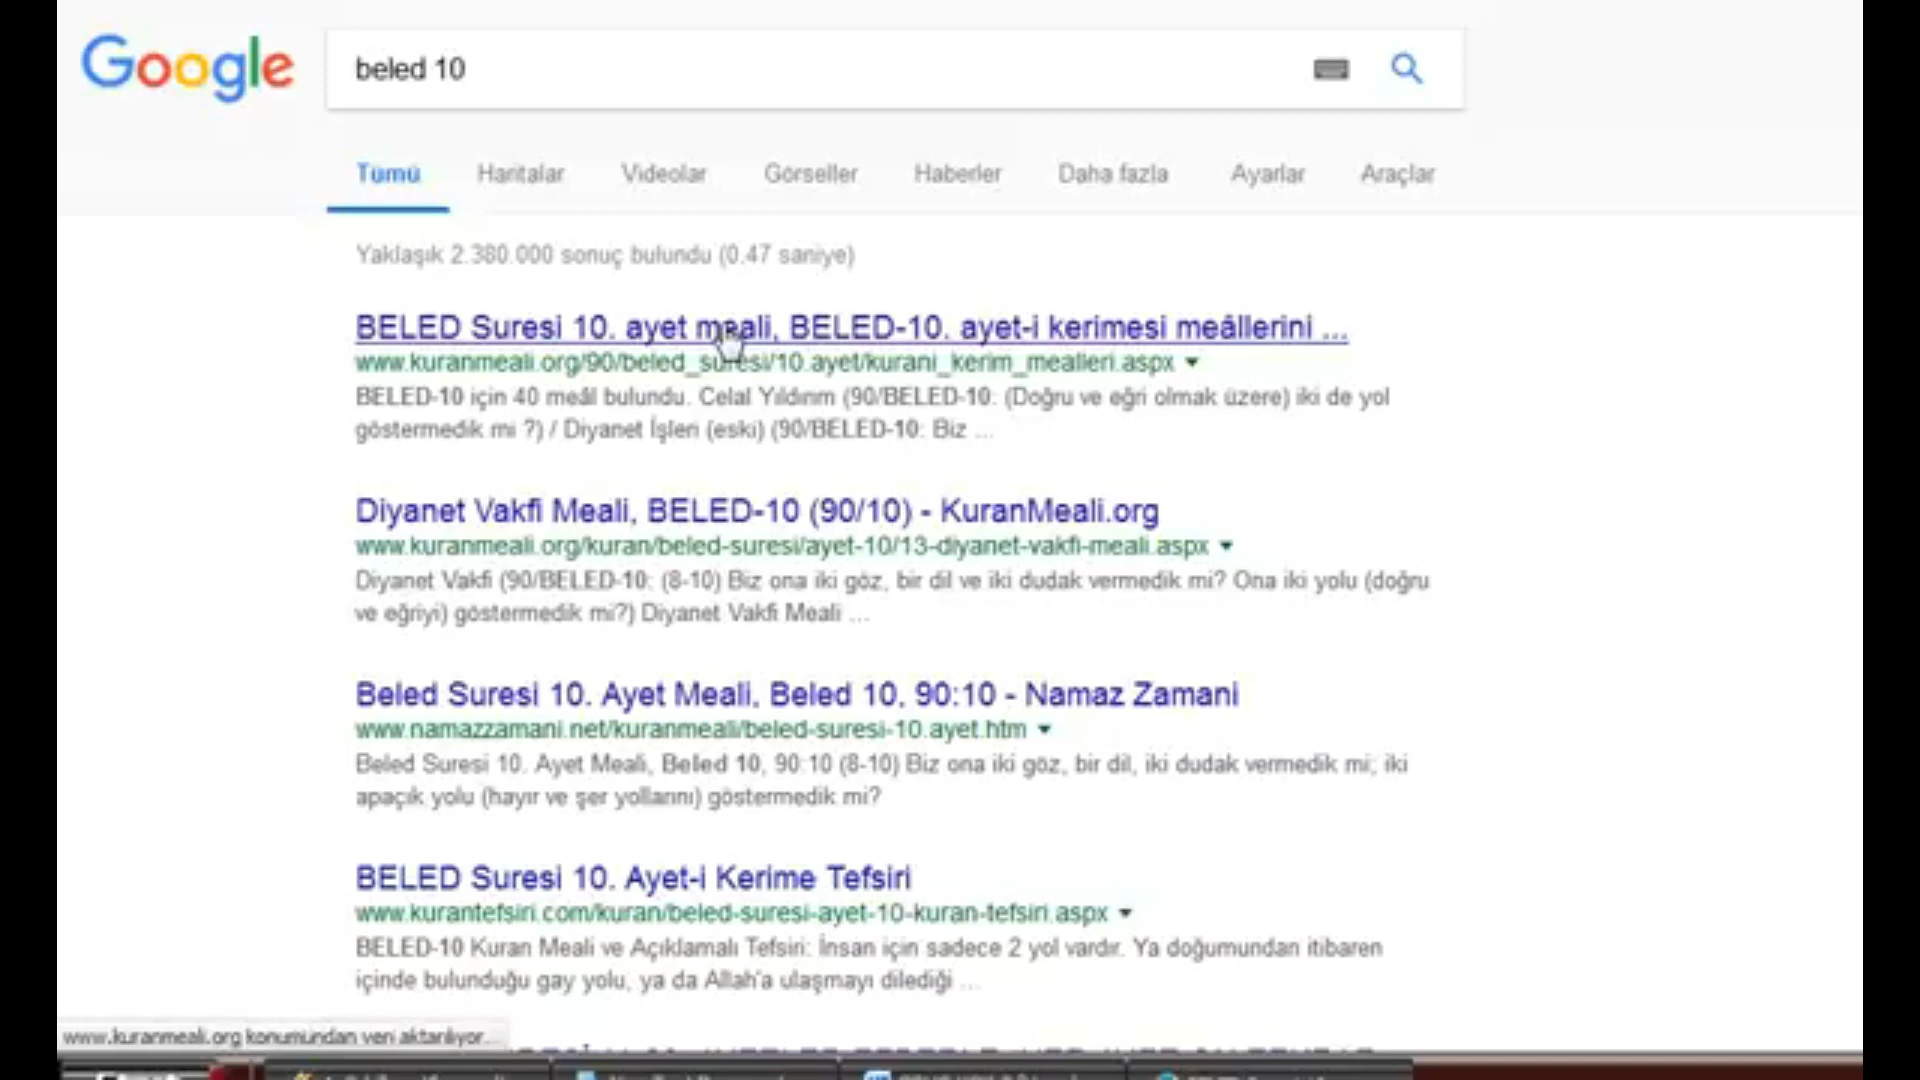 Google
beled 10
Tümü Haritalar Videolar Görseller Haberler Daha fazla Ayarlar Araçlar
Yaklaşık 2.380.000 sonuç bulundu (0,47 saniye)
BELED Suresi 10. ayet meali, BELED-10. ayet-i kerimesi meâllerini ...
www.kuranmeali.org/90/beled_suresi/10.ayet/kurani_kerim_mealleri.aspx
BELED-10 için 40 meâl bulundu. Celal Yıldırım (90/BELED-10: (Doğru ve eğri olmak üzere) iki de yol
göstermedik mi ?) / Diyanet İşleri (eski) (90/BELED-10: Biz ...
Diyanet Vakfi Meali, BELED-10 (90/10) - KuranMeali.org
www.kuranmeali.org/kuran/beled-suresi/ayet-10/13-diyanet-vakfi-meali.aspx
Diyanet Vakfi (90/BELED-10: (8-10) Biz ona iki göz, bir dil ve iki dudak vermedik mi? Ona iki yolu (doğru
ve eğriyi) göstermedik mi?) Diyanet Vakfi Meali ...
Beled Suresi 10. Ayet Meali, Beled 10, 90:10 - Namaz Zamani
www.namazzamani.net/kuranmeali/beled-suresi-10.ayet.htm
Beled Suresi 10. Ayet Meali, Beled 10, 90:10 (8-10) Biz ona iki göz, bir dil, iki dudak vermedik mi; iki
apaçık yolu (hayır ve şer yollarını) göstermedik mi?
BELED Suresi 10. Ayet-i Kerime Tefsiri
www.kurantefsiri.com/kuran/beled-suresi-ayet-10-kuran-tefsiri.aspx
BELED-10 Kuran Meali ve Açıklamalı Tefsiri: İnsan için sadece 2 yol vardır. Ya doğumundan itibaren
içinde bulunduğu gay yolu, ya da Allah'a ulaşmayı dilediği ...
www.kuranmeali.org konumundan veri aktarılıyor...